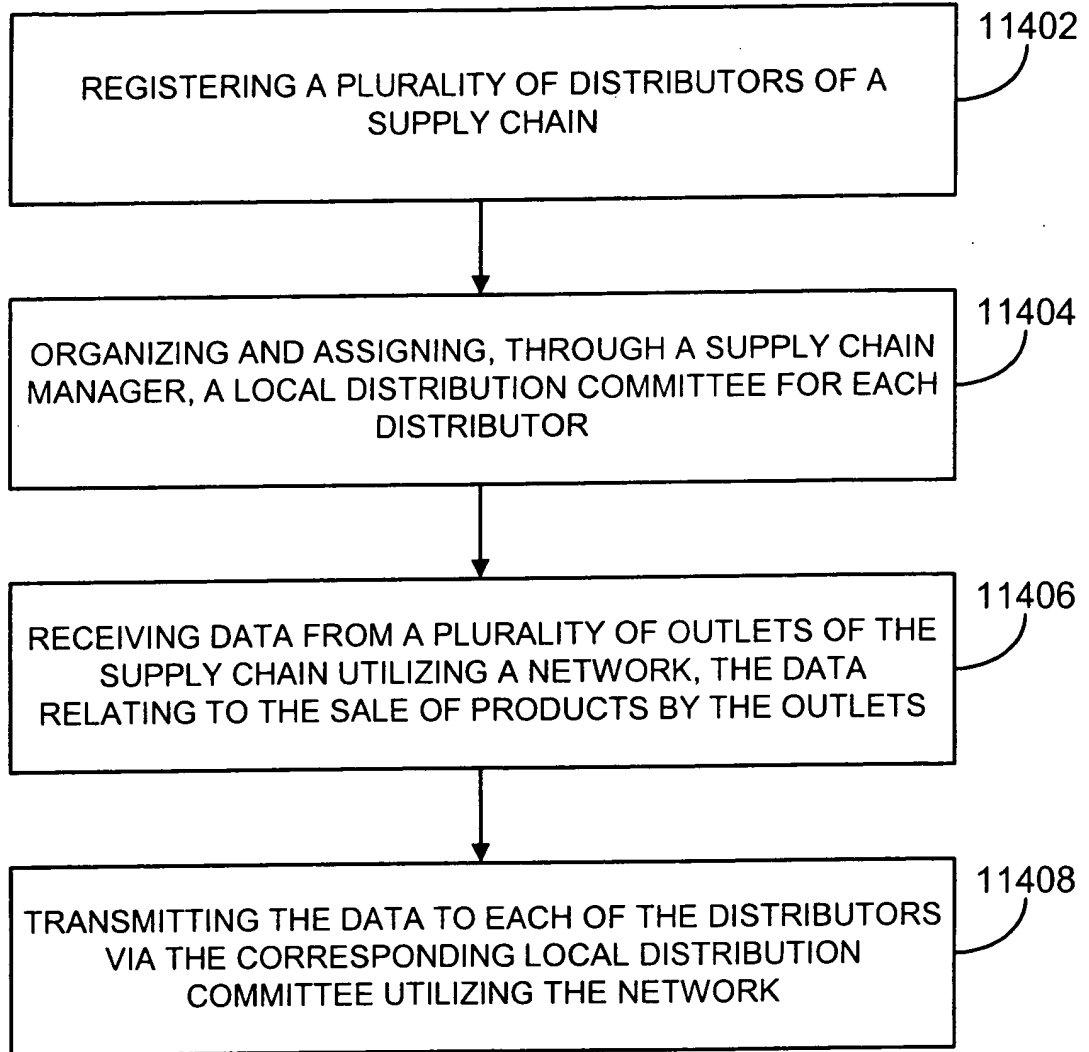 11402
REGISTERING A PLURALITY OF DISTRIBUTORS OF A
SUPPLY CHAIN
11404
ORGANIZING AND ASSIGNING, THROUGH A SUPPLY CHAIN
MANAGER, A LOCAL DISTRIBUTION COMMITTEE FOR EACH
DISTRIBUTOR
11406
RECEIVING DATA FROM A PLURALITY OF OUTLETS OF THE
SUPPLY CHAIN UTILIZING A NETWORK, THE DATA
RELATING TO THE SALE OF PRODUCTS BY THE OUTLETS
11408
TRANSMITTING THE DATA TO EACH OF THE DISTRIBUTORS
VIA THE CORRESPONDING LOCAL DISTRIBUTION
COMMITTEE UTILIZING THE NETWORK